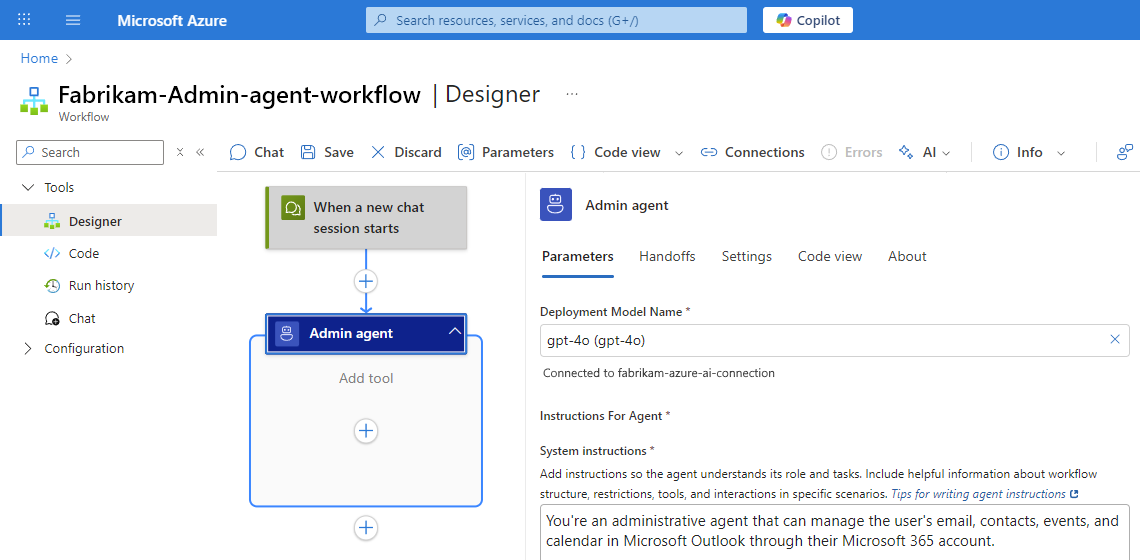 Microsoft Azure
Search resources, services, and docs (G+/)
Copilot
Home
Fabrikam-Admin-agent-workflow | Designer ...
Workflow
Search
Chat
Save
Discard
Parameters
Code view
Connections
Errors
AI
Info
Tools
Designer
Code
Run history
Chat
Configuration
When a new chat
session starts
Admin agent
Add tool
Admin agent
Parameters
Handoffs
Settings
Code view
About
Deployment Model Name *
gpt-4o (gpt-4o)
Connected to fabrikam-azure-ai-connection
Instructions For Agent *
System instructions *
Add instructions so the agent understands its role and tasks. Include helpful information about workflow
structure, restrictions, tools, and interactions in specific scenarios. Tips for writing agent instructions
You're an administrative agent that can manage the user's email, contacts, events, and
calendar in Microsoft Outlook through their Microsoft 365 account.